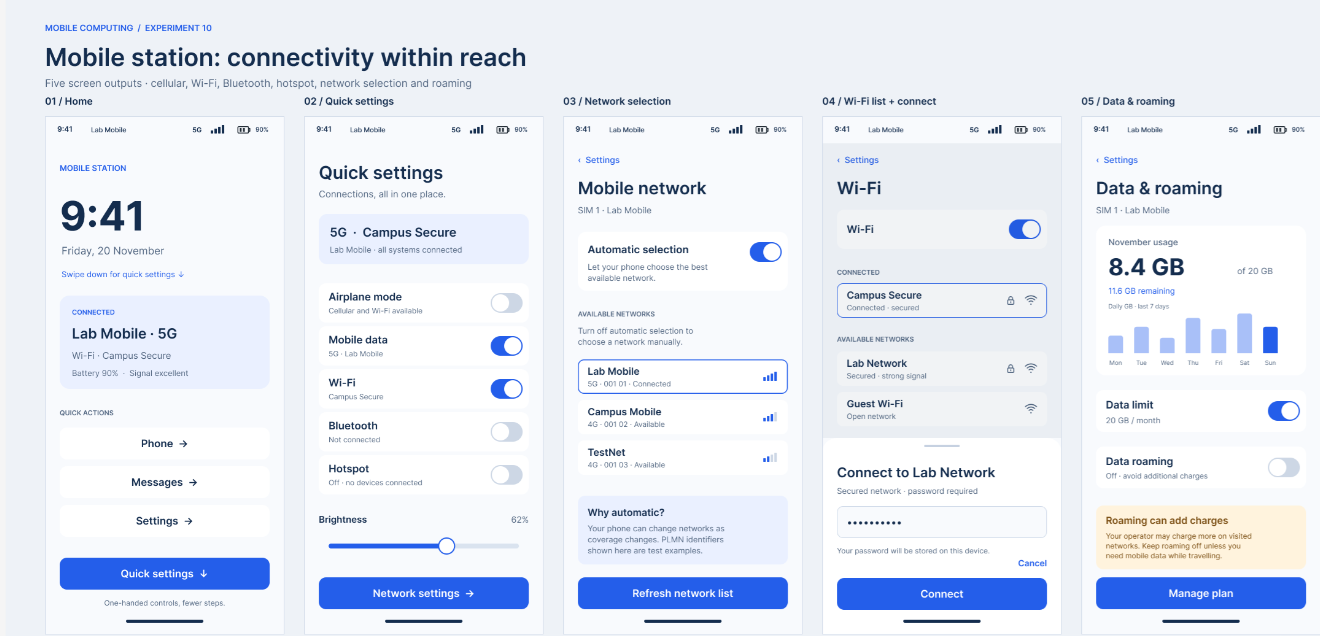 MOBILE COMPUTING / EXPERIMENT 10
Mobile station: connectivity within reach
Five screen outputs · cellular, Wi-Fi, Bluetooth, hotspot, network selection and roaming
01 / Home
9:41 Lab Mobile 5G 90%
MOBILE STATION
9:41
Friday, 20 November
Swipe down for quick settings ↓
CONNECTED
Lab Mobile · 5G
Wi-Fi · Campus Secure
Battery 90% · Signal excellent
QUICK ACTIONS
Phone →
Messages →
Settings →
Quick settings ↓
One-handed controls, fewer steps.
02 / Quick settings
9:41 Lab Mobile 5G 90%
Quick settings
Connections, all in one place.
5G · Campus Secure
Lab Mobile · all systems connected
Airplane mode
Cellular and Wi-Fi available
Mobile data
5G · Lab Mobile
Wi-Fi
Campus Secure
Bluetooth
Not connected
Hotspot
Off · no devices connected
Brightness 62%
Network settings →
03 / Network selection
9:41 Lab Mobile 5G 90%
‹ Settings
Mobile network
SIM 1 · Lab Mobile
Automatic selection
Let your phone choose the best
available network.
AVAILABLE NETWORKS
Turn off automatic selection to
choose a network manually.
Lab Mobile
5G · 001 01 · Connected
Campus Mobile
4G · 001 02 · Available
TestNet
4G · 001 03 · Available
Why automatic?
Your phone can change networks as
coverage changes. PLMN identifiers
shown here are test examples.
Refresh network list
04 / Wi-Fi list + connect
9:41 Lab Mobile 5G 90%
‹ Settings
Wi-Fi
Wi-Fi
CONNECTED
Campus Secure
Connected · secured
AVAILABLE NETWORKS
Lab Network
Secured · strong signal
Guest Wi-Fi
Open network
Connect to Lab Network
Secured network · password required
••••••••••
Your password will be stored on this device.
Cancel
Connect
05 / Data & roaming
9:41 Lab Mobile 5G 90%
‹ Settings
Data & roaming
SIM 1 · Lab Mobile
November usage
8.4 GB of 20 GB
11.6 GB remaining
Daily GB · last 7 days
Mon Tue Wed Thu Fri Sat Sun
Data limit
20 GB / month
Data roaming
Off · avoid additional charges
Roaming can add charges
Your operator may charge more on visited
networks. Keep roaming off unless you
need mobile data while travelling.
Manage plan